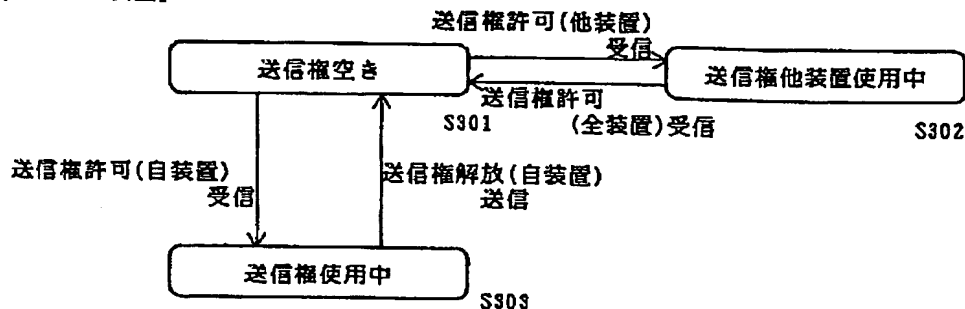 送信権許可(他装置)
受信
送信権空き
送信権他装置使用中
送信権許可
(全装置)受信
S301
S302
送信権許可(自装置)
受信
送信権解放(自装置)
送信
送信権使用中
S303